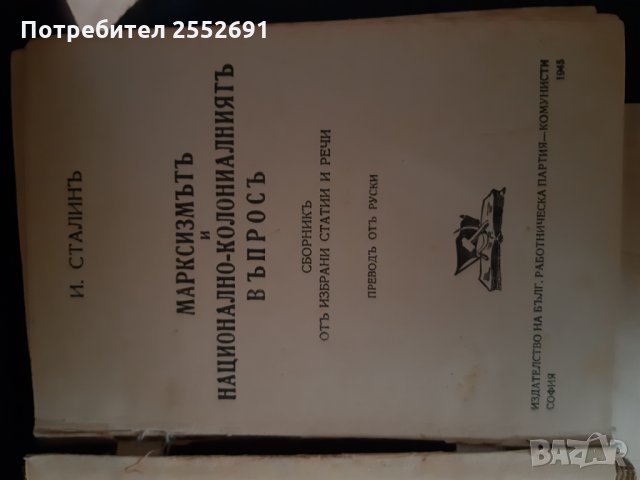 Потребител 2552691
И. СТАЛИНЪ
МАРКСИЗМЪТЪ
И
НАЦИОНАЛНО-КОЛОНИАЛНИЯТЪ
ВЪПРОСЪ
СБОРНИКЪ
ОТЪ ИЗБРАНИ СТАТИИ И РЕЧИ
ПРЕВОДЪ ОТЪ РУСКИ
ИЗДАТЕЛСТВО НА БЪЛГ. РАБОТНИЧЕСКА ПАРТИЯ—КОМУНИСТИ
СОФИЯ 1945
BAZAR